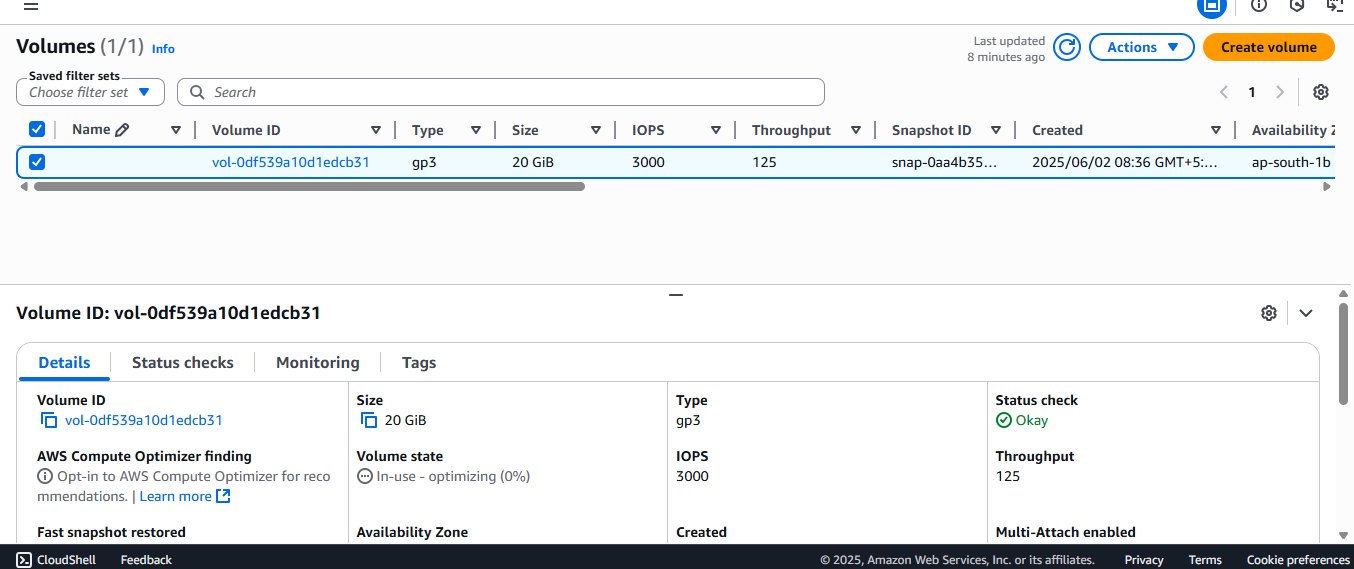 Volumes (1/1) Info
Last updated
8 minutes ago
Actions
Create volume
Saved filter sets
Choose filter set
Search
1
Name Volume ID Type Size IOPS Throughput Snapshot ID Created Availability Z
vol-0df539a10d1edcb31 gp3 20 GiB 3000 125 snap-0aa4b35... 2025/06/02 08:36 GMT+5:... ap-south-1b
Volume ID: vol-0df539a10d1edcb31
Details Status checks Monitoring Tags
Volume ID
vol-0df539a10d1edcb31
Size
20 GiB
Type
gp3
Status check
Okay
AWS Compute Optimizer finding
Opt-in to AWS Compute Optimizer for reco
mmendations. | Learn more
Volume state
In-use - optimizing (0%)
IOPS
3000
Throughput
125
Fast snapshot restored
Availability Zone
Created
Multi-Attach enabled
CloudShell Feedback © 2025, Amazon Web Services, Inc. or its affiliates. Privacy Terms Cookie preferences